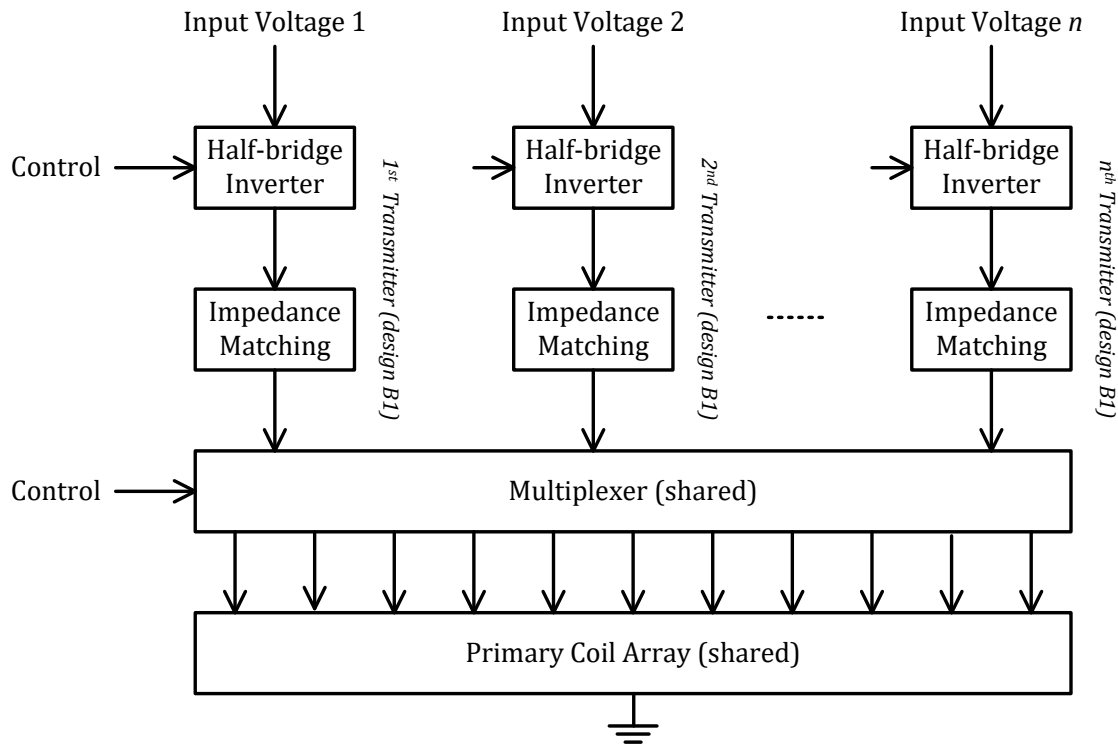 Input Voltage 1
Input Voltage 2
Input Voltage n
Control
Half-bridge
Inverter
1st Transmitter (design B1)
Half-bridge
Inverter
2nd Transmitter (design B1)
Half-bridge
Inverter
nth Transmitter (design B1)
Impedance
Matching
Impedance
Matching
......
Impedance
Matching
Control
Multiplexer (shared)
Primary Coil Array (shared)